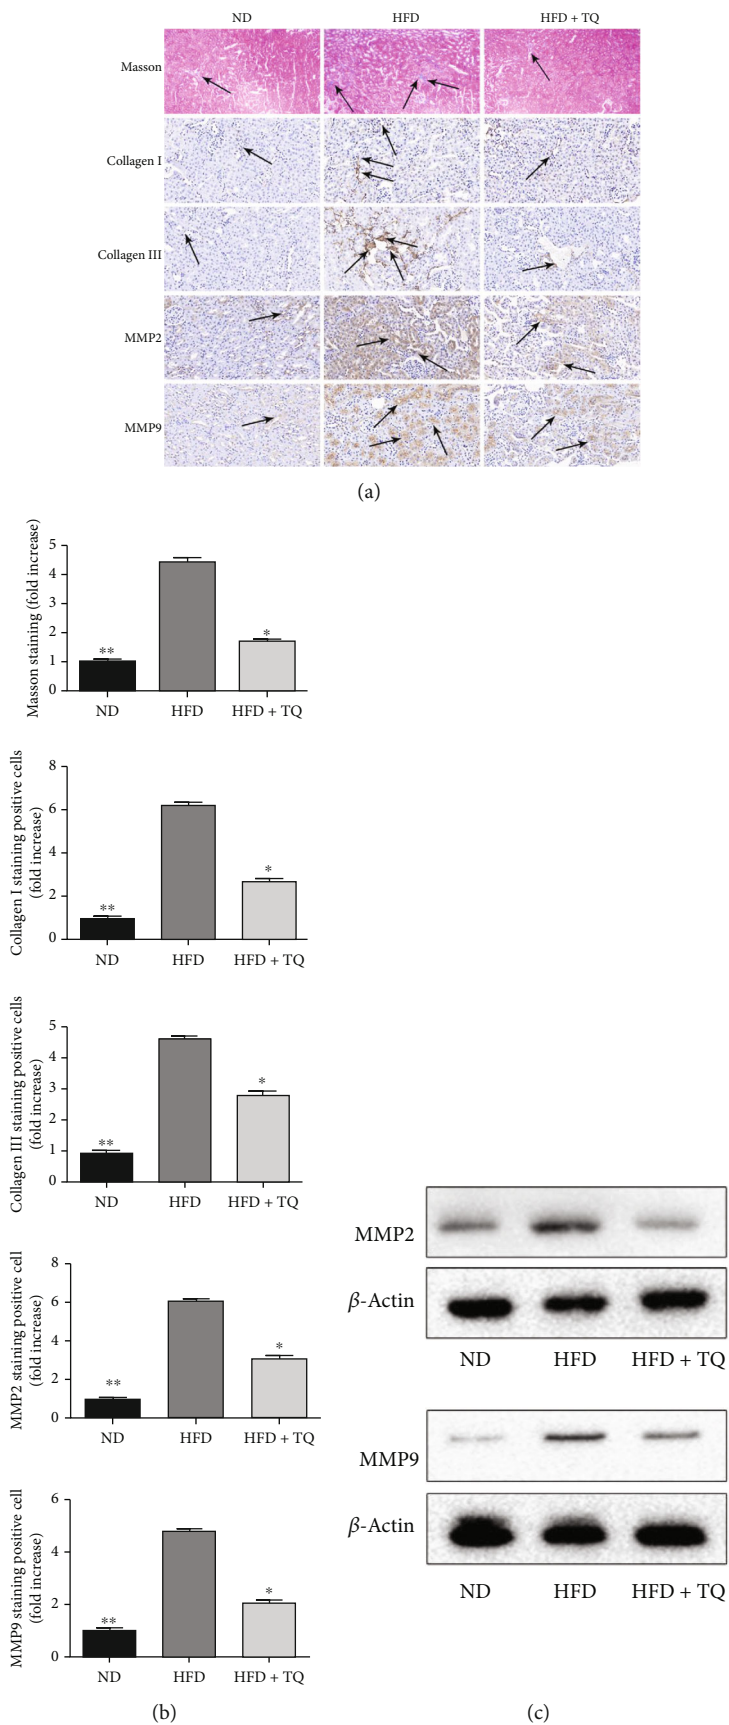 ND HFD HFD + TQ
Masson
Collagen I
Collagen III
MMP2
MMP9
(a)
Masson staining (fold increase)
5
4
3
2
1
0
**
*
ND HFD HFD + TQ
Collagen I staining positive cells
(fold increase)
8
6
4
2
0
**
*
ND HFD HFD + TQ
Collagen III staining positive cells
(fold increase)
5
4
3
2
1
0
**
*
ND HFD HFD + TQ
MMP2 staining positive cell
(fold increase)
8
6
4
2
0
**
*
ND HFD HFD + TQ
MMP9 staining positive cell
(fold increase)
6
4
2
0
**
*
ND HFD HFD + TQ
(b)
MMP2
β-Actin
ND HFD HFD + TQ
MMP9
β-Actin
ND HFD HFD + TQ
(c)